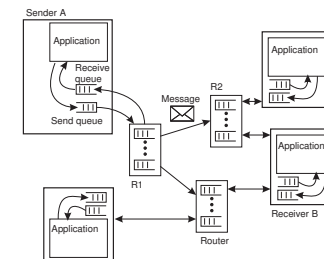 Sender A
Application
Receive
queue
Send queue
Message
R1
R2
Application
Application
Receiver B
Application
Router